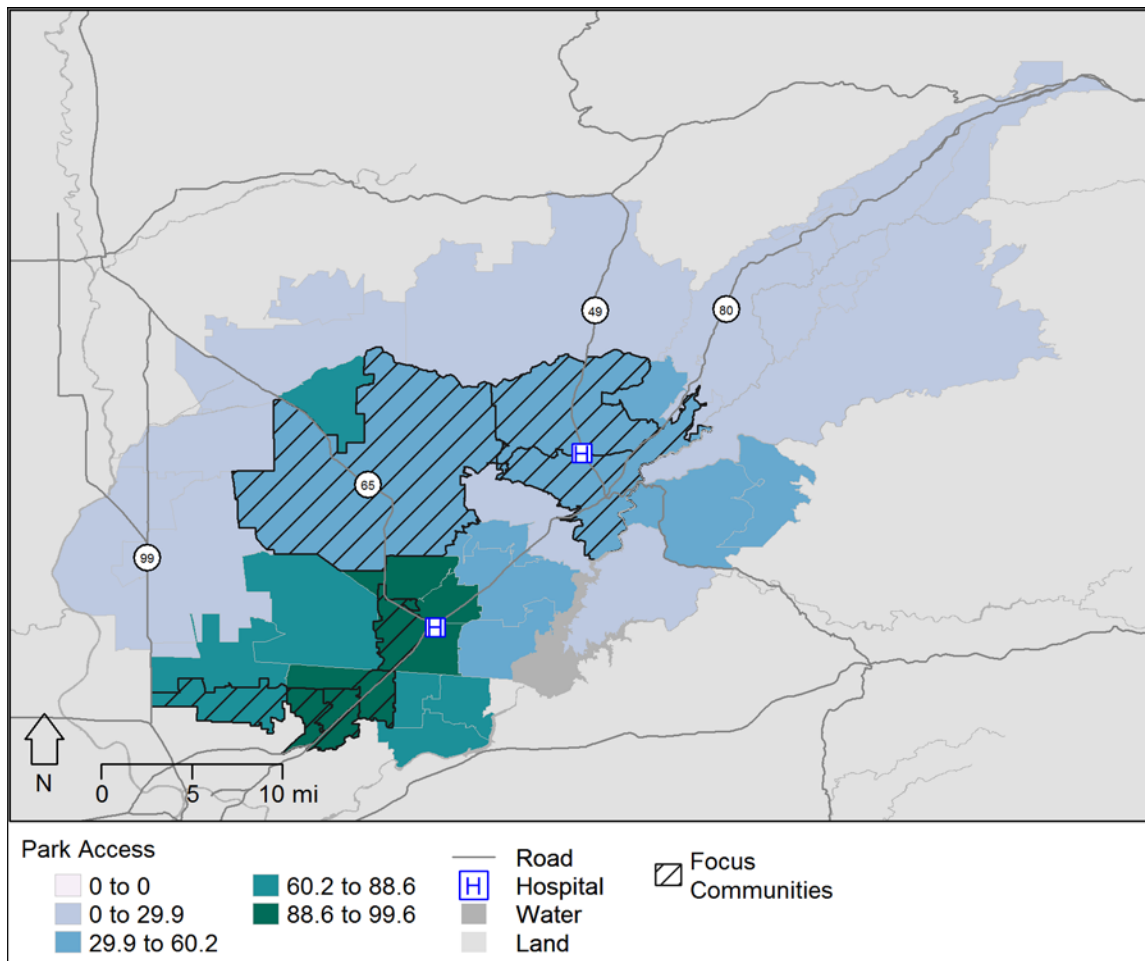 49
80
65
99
H
H
N
0 5 10 mi
Park Access
0 to 0
0 to 29.9
29.9 to 60.2
60.2 to 88.6
88.6 to 99.6
Road
H Hospital
Water
Land
Focus
Communities